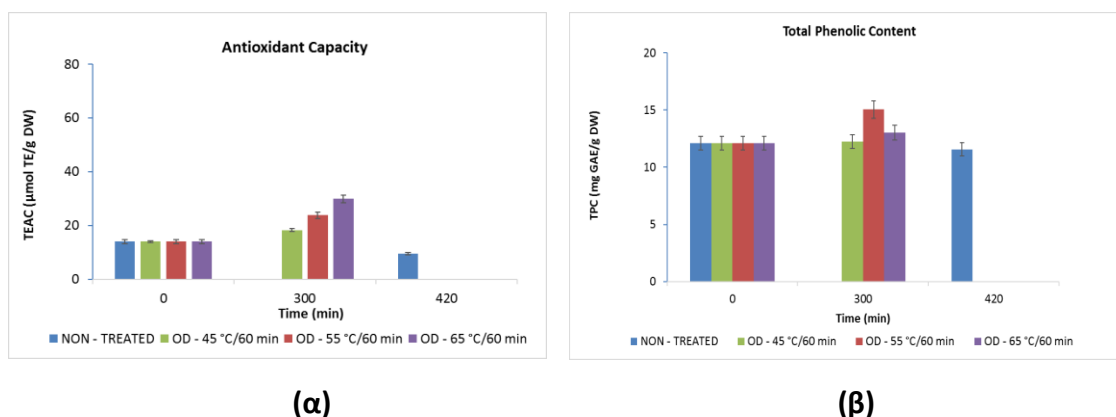 Antioxidant Capacity
TEAC (μmol TE/g DW)
80
60
40
20
0
0 300 420
Time (min)
NON - TREATED OD - 45 °C/60 min OD - 55 °C/60 min OD - 65 °C/60 min
(α)
Total Phenolic Content
TPC (mg GAE/g DW)
20
15
10
5
0
0 300 420
Time (min)
NON - TREATED OD - 45 °C/60 min OD - 55 °C/60 min OD - 65 °C/60 min
(β)